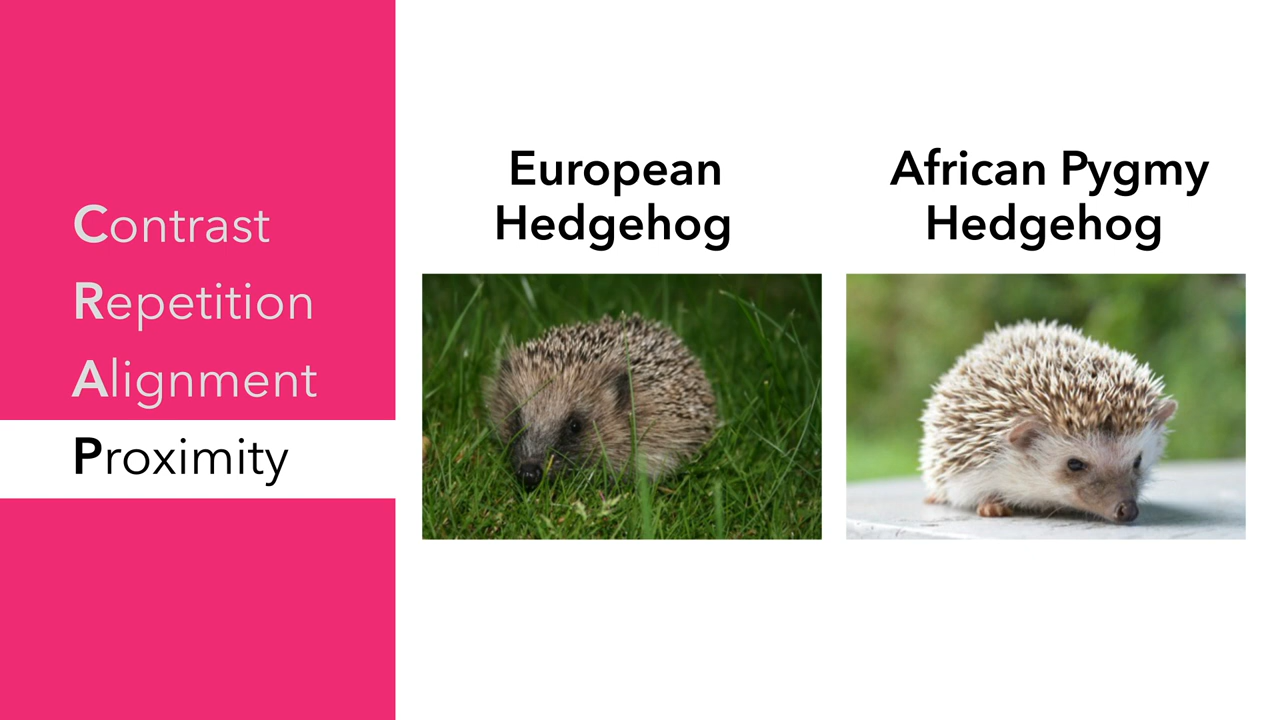 Contrast
Repetition
Alignment
Proximity
European
Hedgehog
African Pygmy
Hedgehog